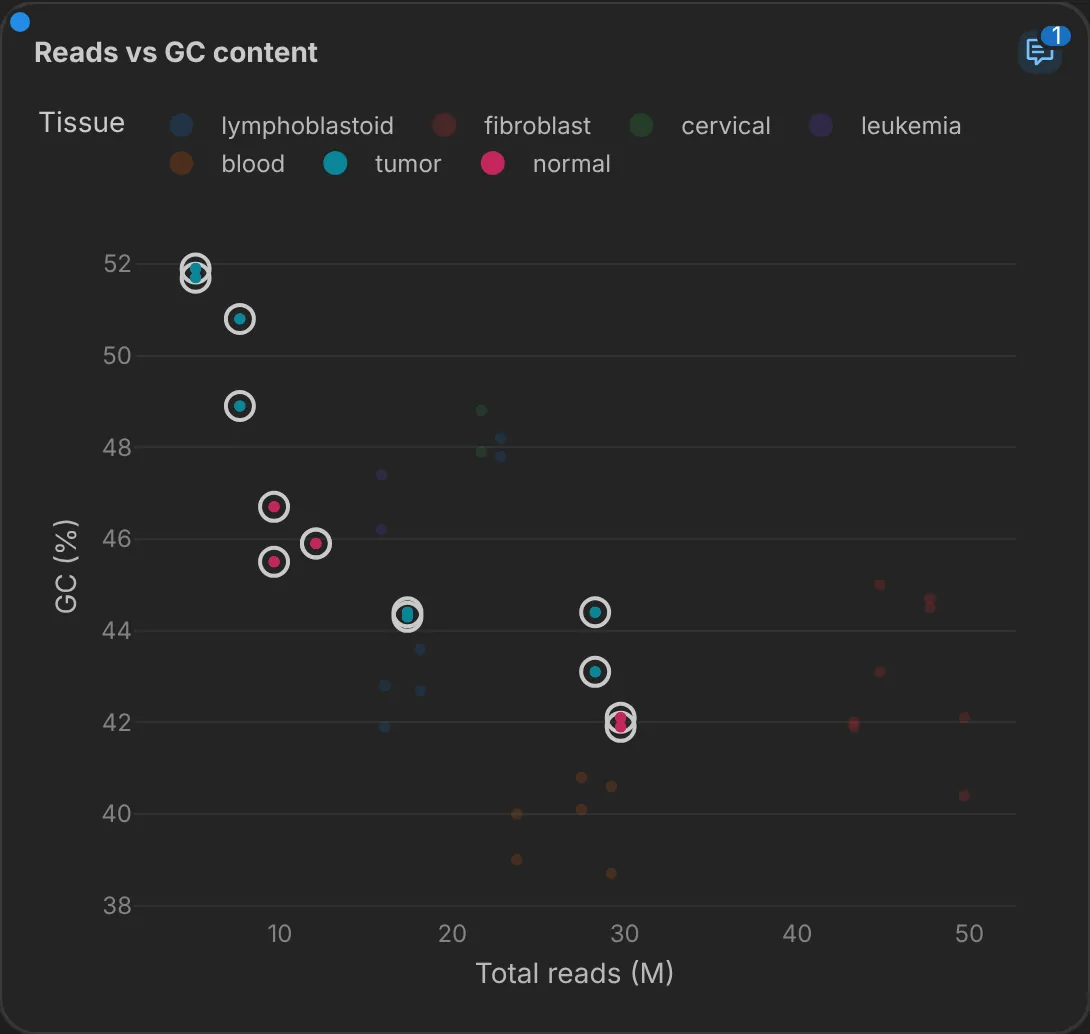 1
Reads vs GC content
Tissue
lymphoblastoid fibroblast cervical leukemia
blood tumor normal
52
50
48
46
44
42
40
38
GC (%)
10 20 30 40 50
Total reads (M)